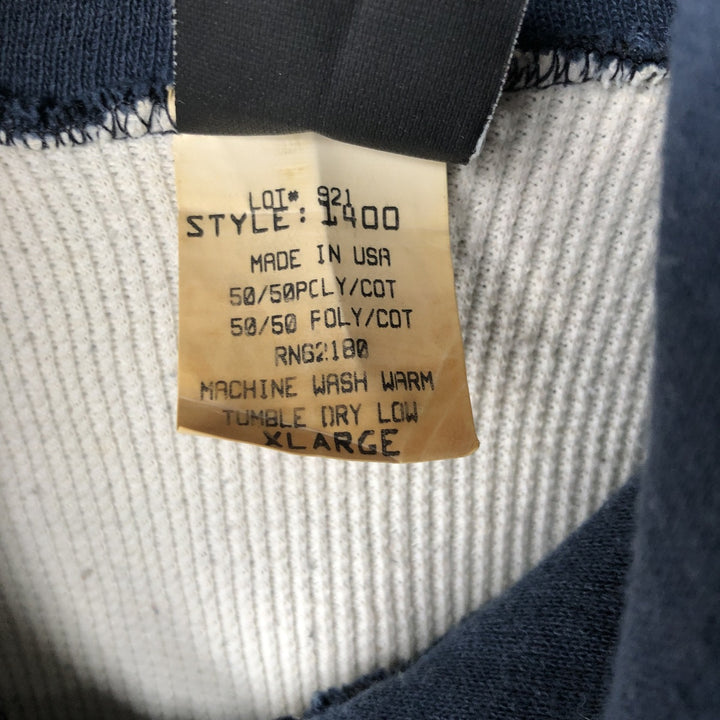 LOT# 921
STYLE: 1400
MADE IN USA
50/50PCLY/COT
50/50 FOLY/COT
RN62180
MACHINE WASH WARM
TUMBLE DRY LOW
XLARGE